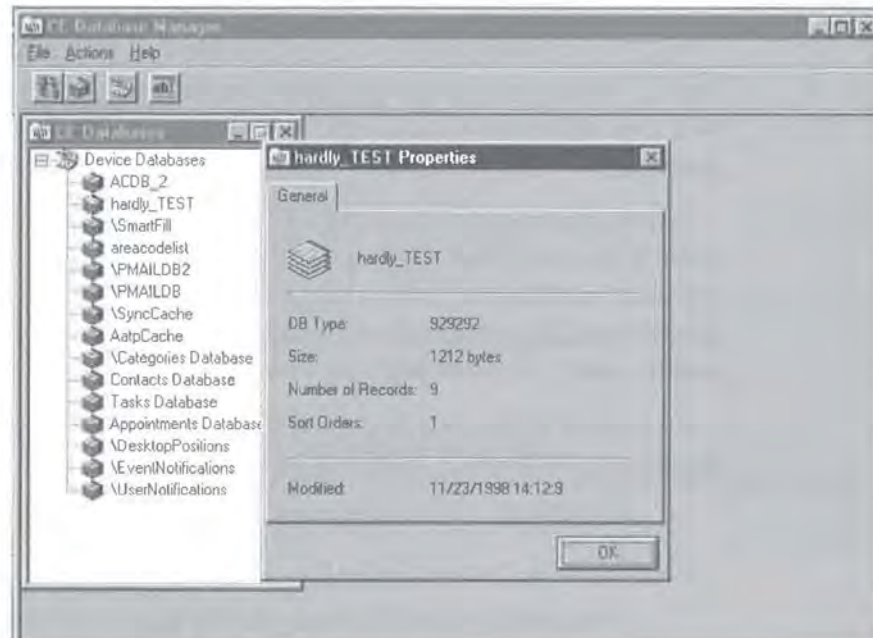 CE Database Manager
File Actions Help
CE Databases
Device Databases
ACDB_2
hardly_TEST
\SmartFill
areacodelist
\PMAILDB2
\PMAILDB
\SyncCache
AatpCache
\Categories Database
Contacts Database
Tasks Database
Appointments Database
\DesktopPositions
\EventNotifications
\UserNotifications
hardly_TEST Properties
General
hardly_TEST
DB Type: 929292
Size: 1212 bytes
Number of Records: 9
Sort Orders: 1
Modified: 11/23/1998 14:12:9
OK